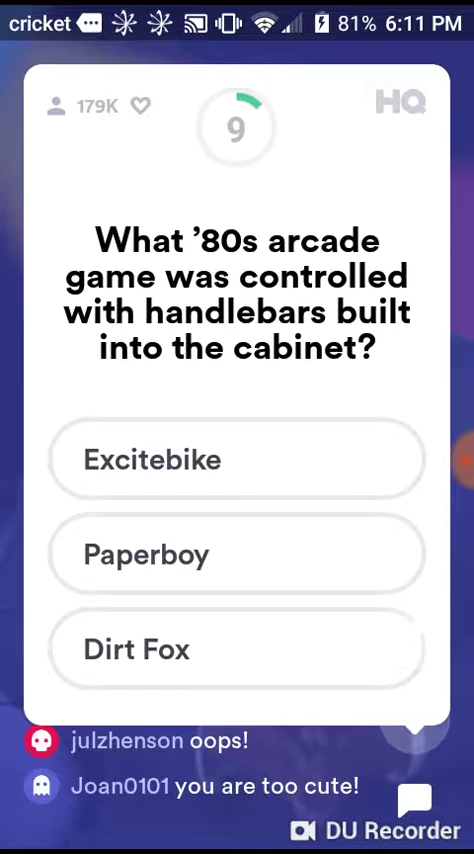 cricket 81% 6:11 PM
179K HQ
9
What ’80s arcade
game was controlled
with handlebars built
into the cabinet?
Excitebike
Paperboy
Dirt Fox
julzhenson oops!
Joan0101 you are too cute!
DU Recorder